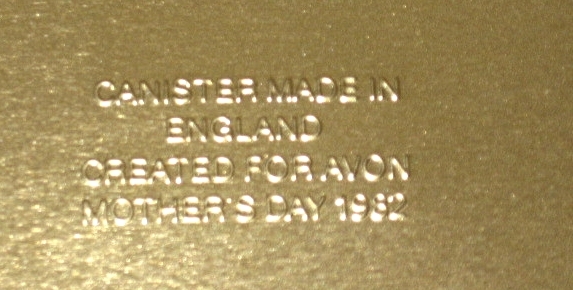 CANISTER MADE IN
ENGLAND
CREATED FOR AVON
MOTHER'S DAY 1982